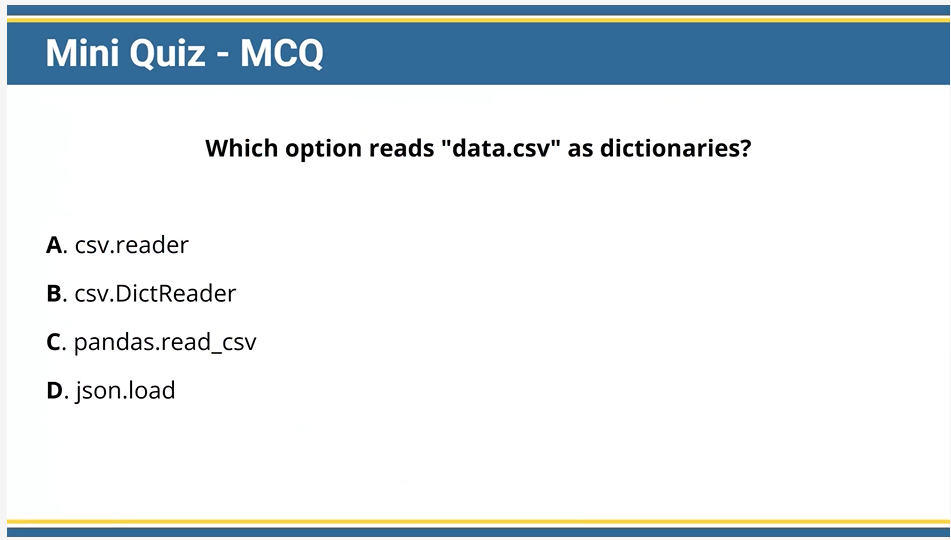 Mini Quiz - MCQ
Which option reads "data.csv" as dictionaries?
A. csv.reader
B. csv.DictReader
C. pandas.read_csv
D. json.load